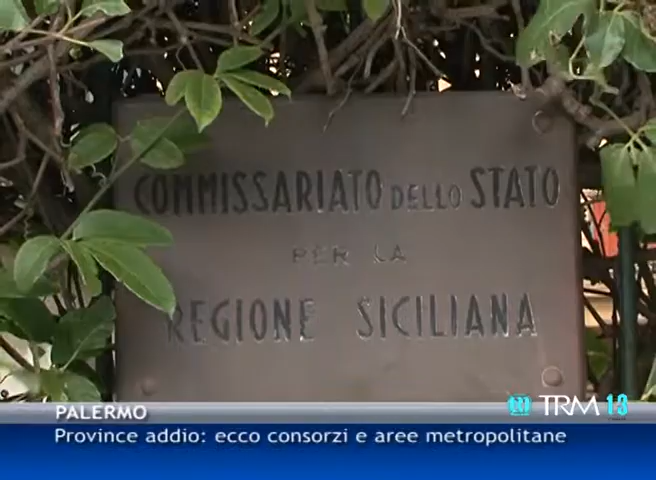 COMMISSARIATO DELLO STATO
PER LA
REGIONE SICILIANA
PALERMO
TRM 13
Province addio: ecco consorzi e aree metropolitane